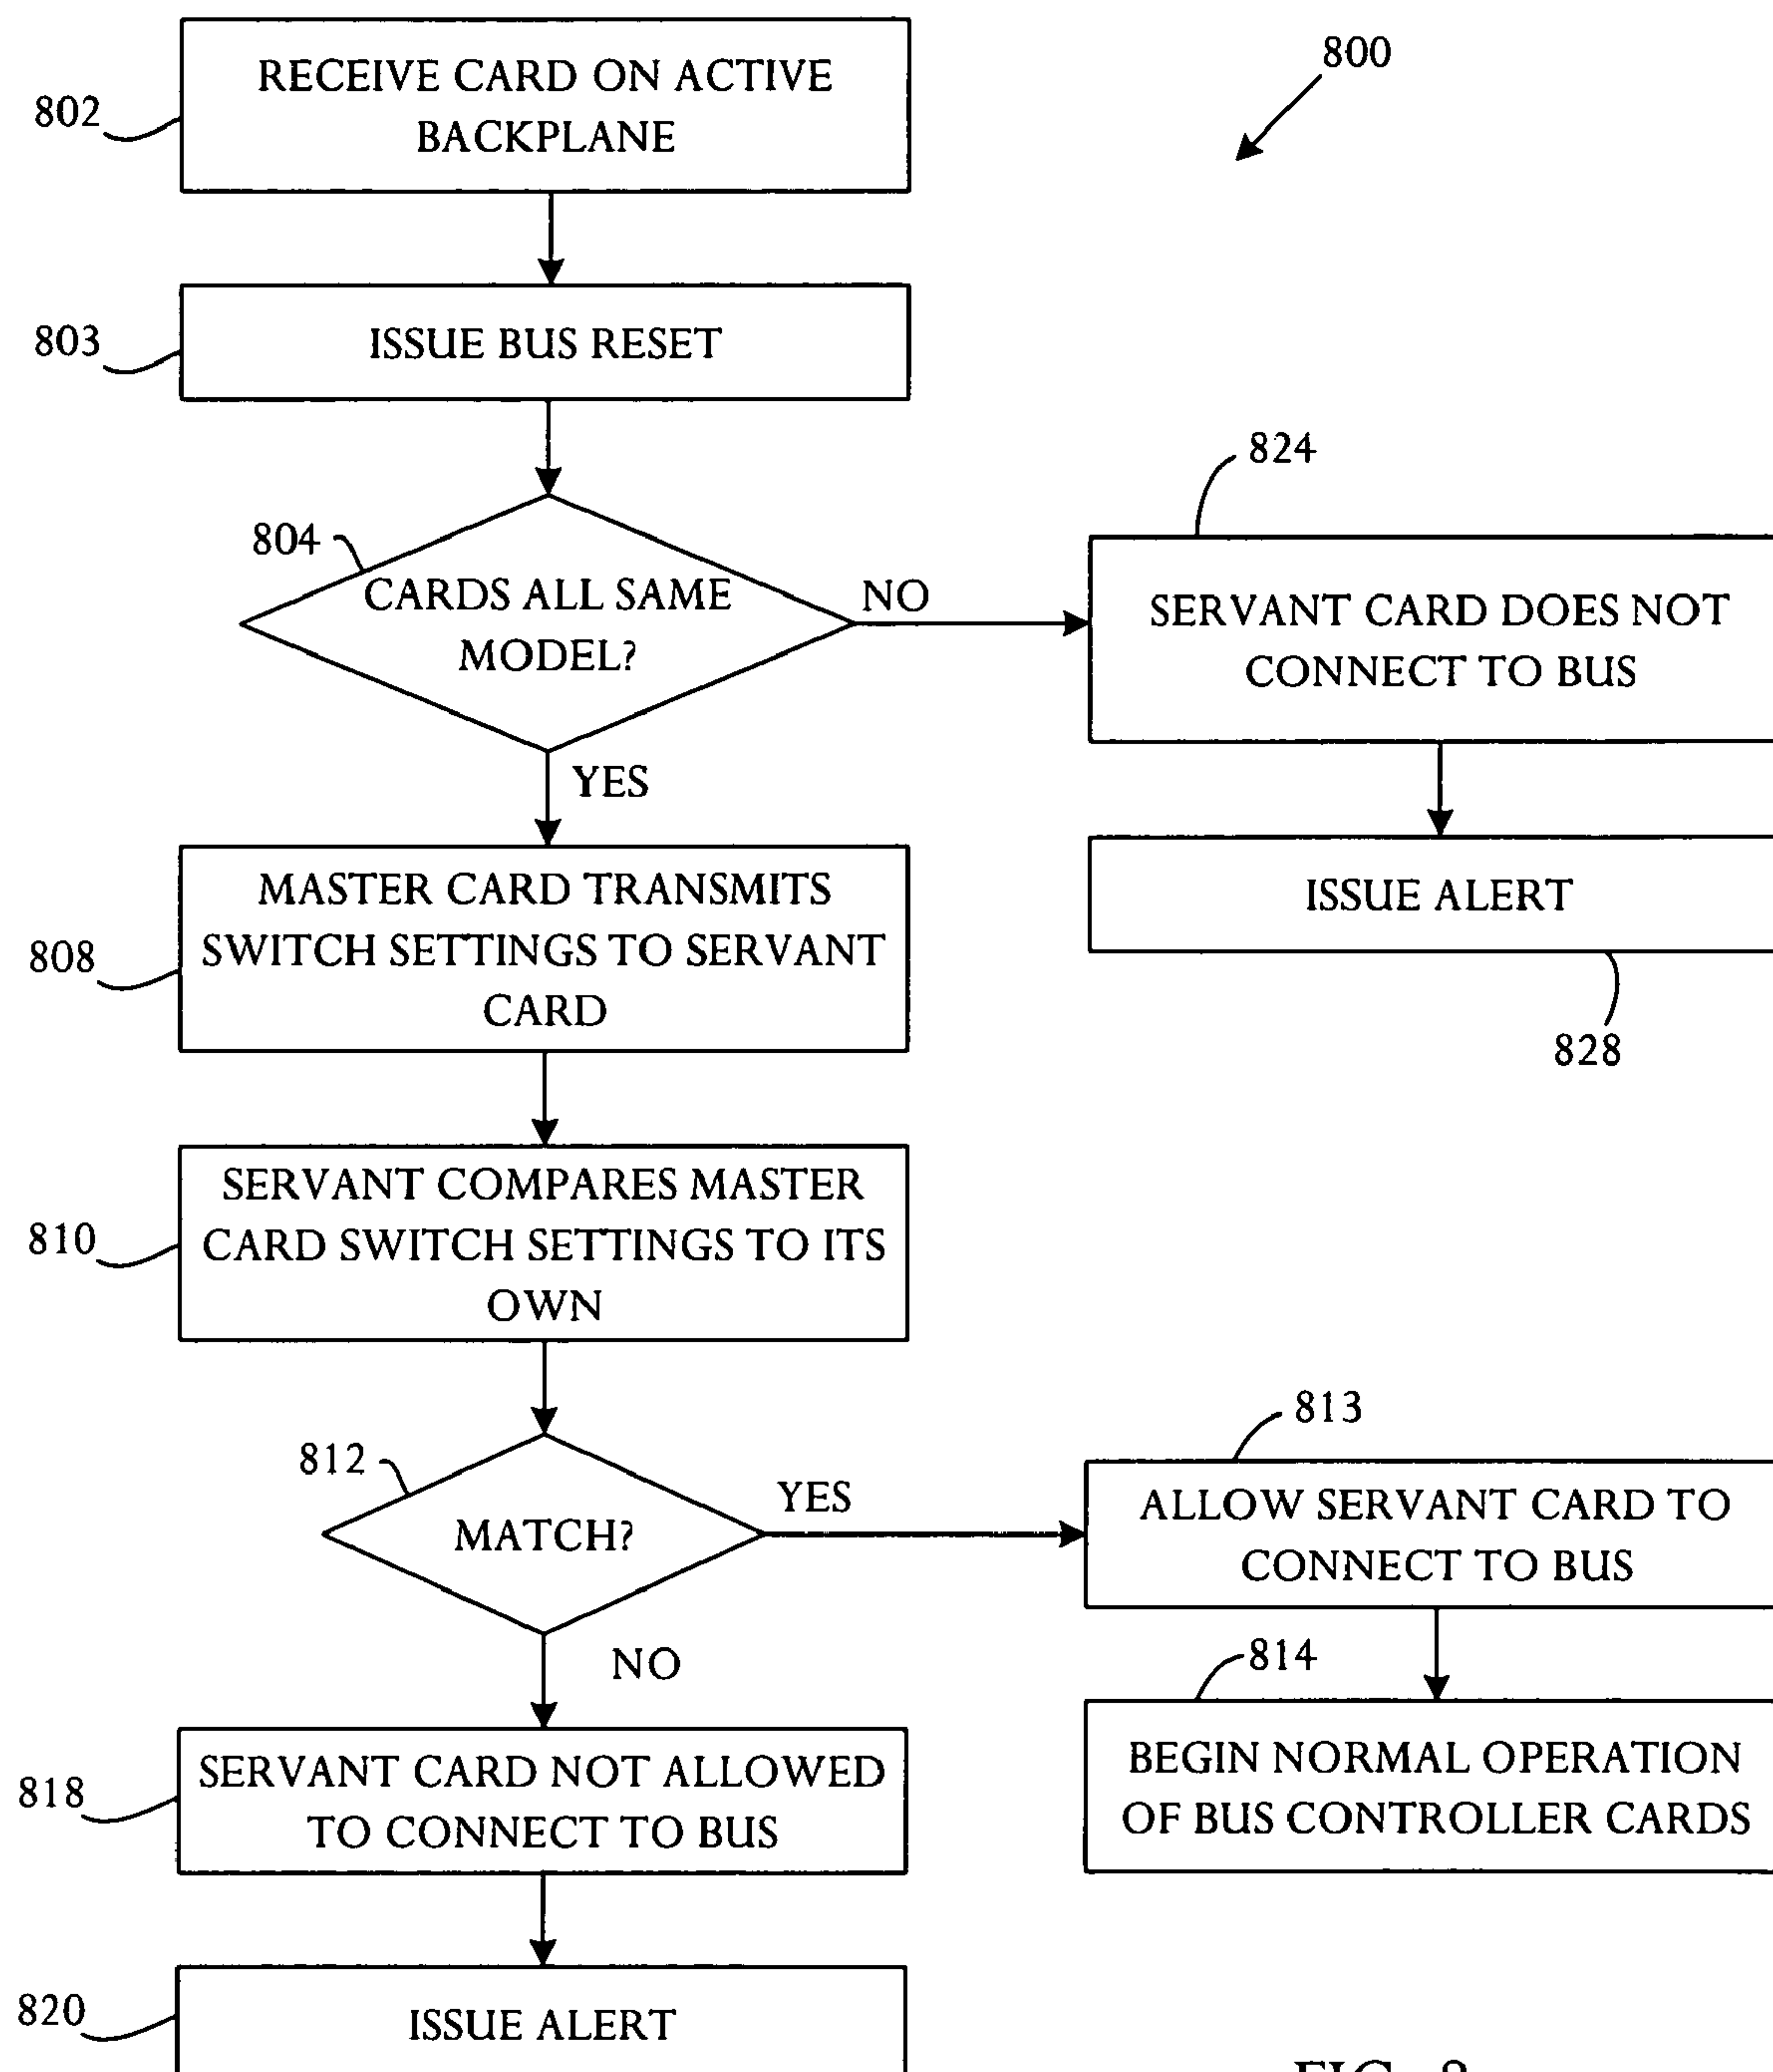 800
802
RECEIVE CARD ON ACTIVE
BACKPLANE
803
ISSUE BUS RESET
804
CARDS ALL SAME
MODEL?
NO
YES
824
SERVANT CARD DOES NOT
CONNECT TO BUS
ISSUE ALERT
828
808
MASTER CARD TRANSMITS
SWITCH SETTINGS TO SERVANT
CARD
810
SERVANT COMPARES MASTER
CARD SWITCH SETTINGS TO ITS
OWN
812
MATCH?
YES
NO
813
ALLOW SERVANT CARD TO
CONNECT TO BUS
814
BEGIN NORMAL OPERATION
OF BUS CONTROLLER CARDS
818
SERVANT CARD NOT ALLOWED
TO CONNECT TO BUS
820
ISSUE ALERT